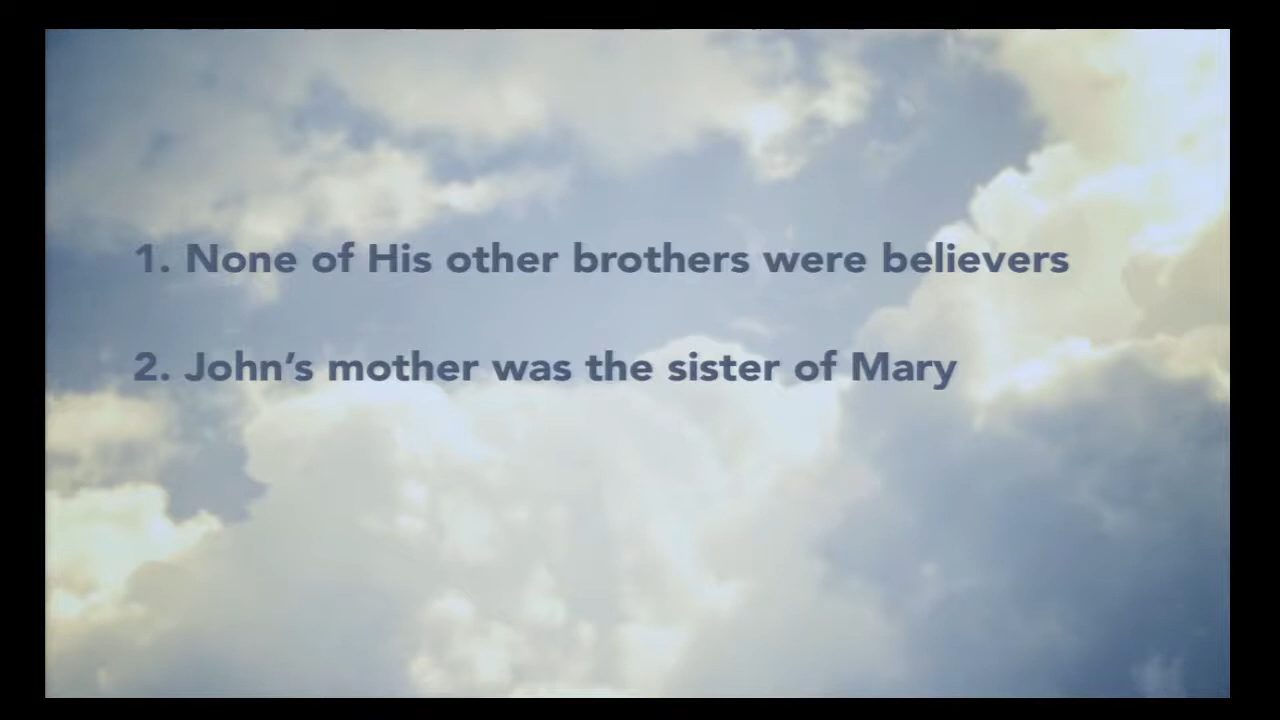 1. None of His other brothers were believers
2. John’s mother was the sister of Mary